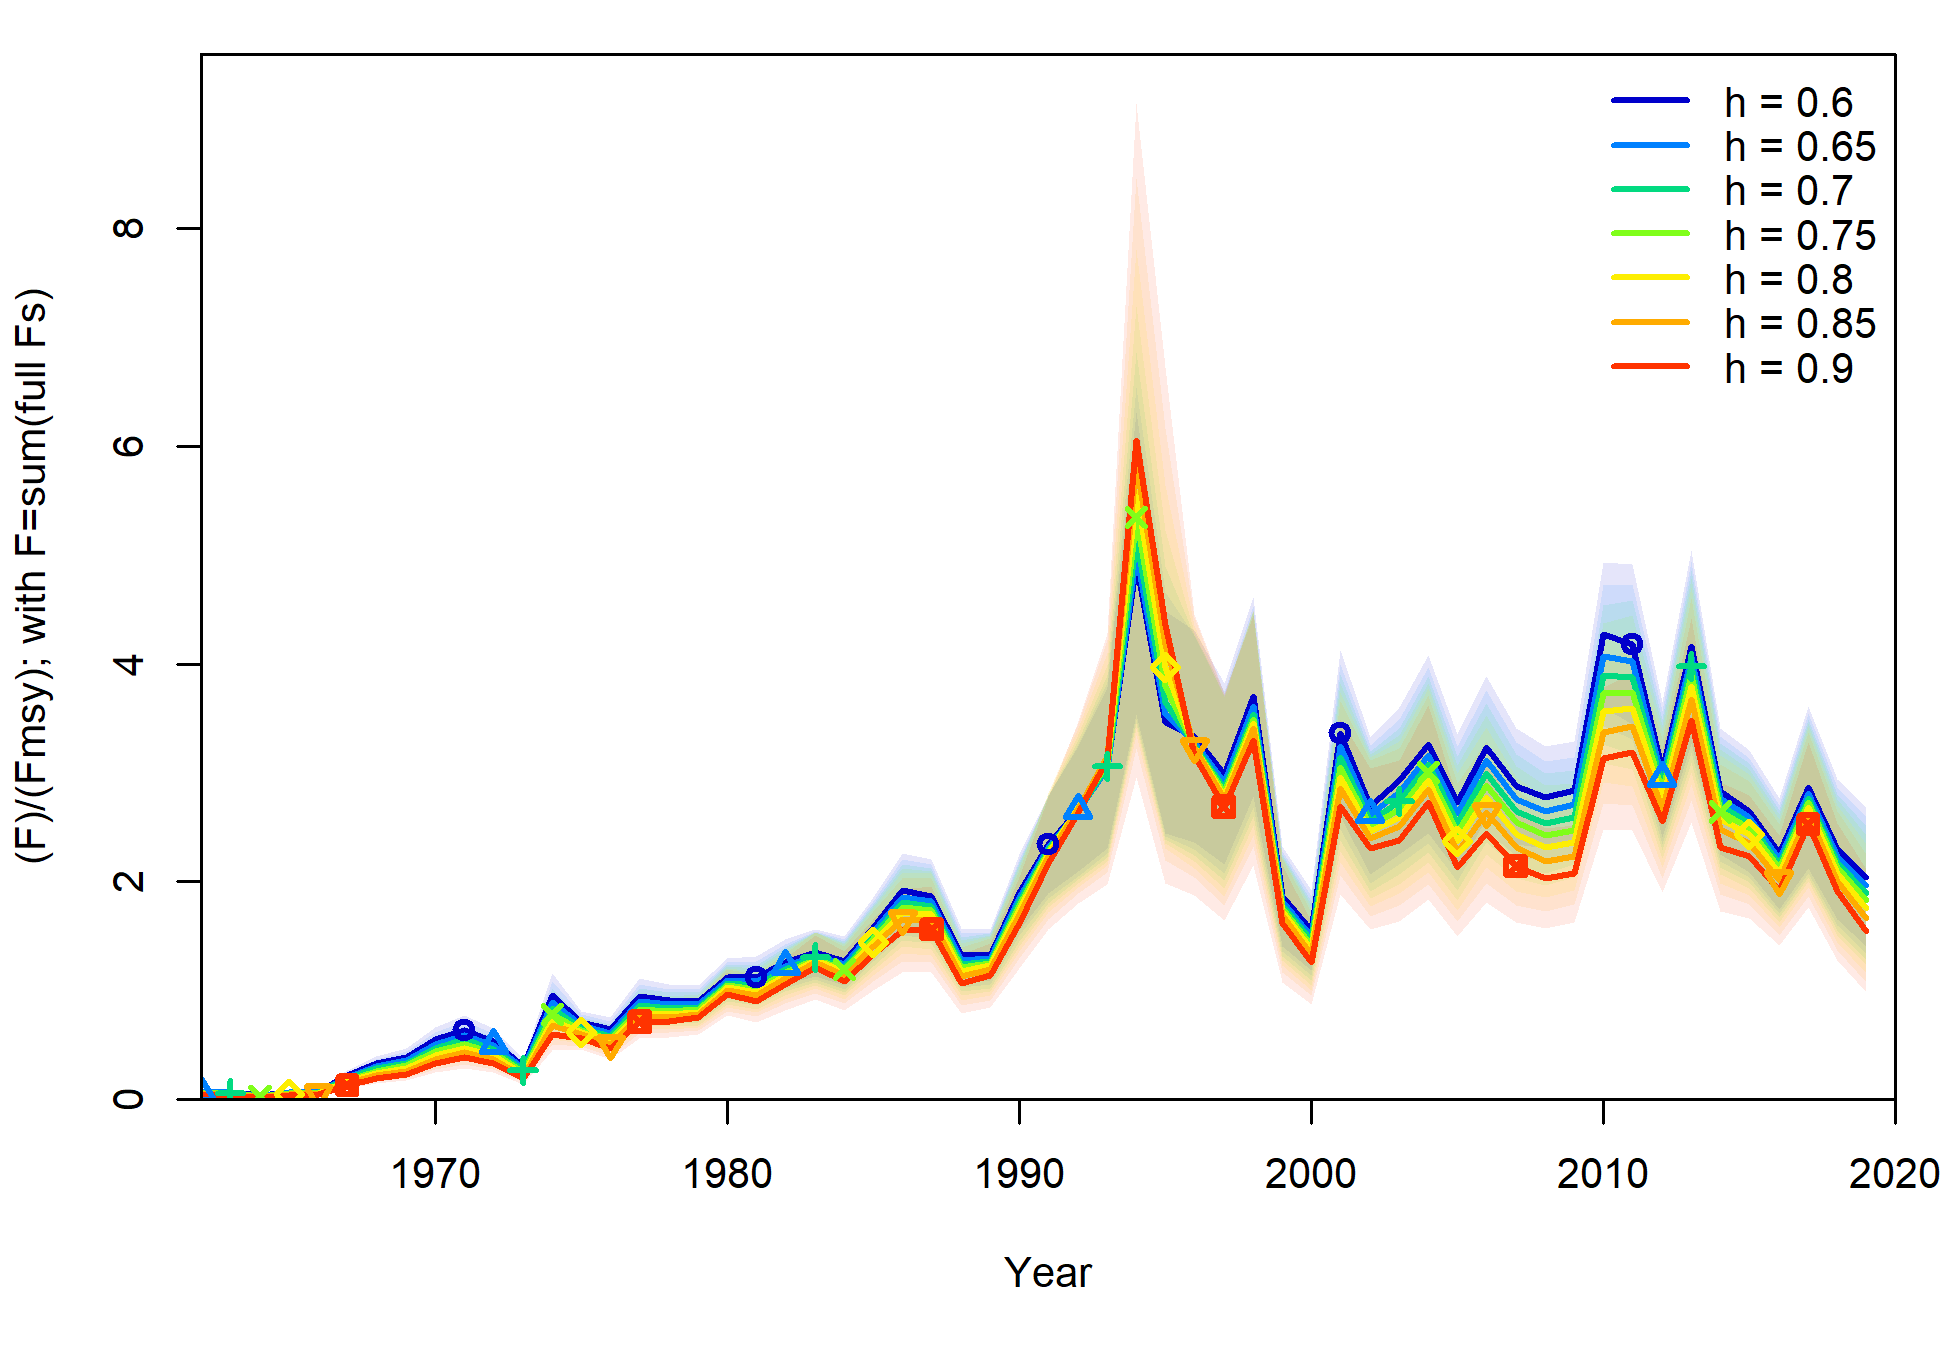 (F)/(Fmsy); with F=sum(full Fs)
8
6
4
2
0
h = 0.6
h = 0.65
h = 0.7
h = 0.75
h = 0.8
h = 0.85
h = 0.9
1970 1980 1990 2000 2010 2020
Year